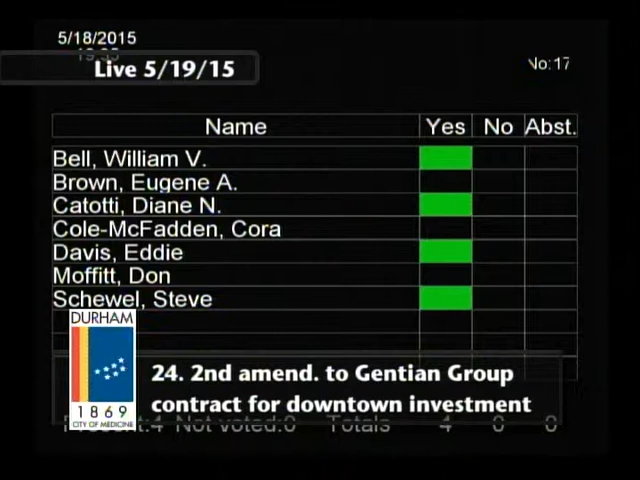 5/18/2015
Live 5/19/15
No:17
Name Yes No Abst.
Bell, William V.
Brown, Eugene A.
Catotti, Diane N.
Cole-McFadden, Cora
Davis, Eddie
Moffitt, Don
Schewel, Steve
DURHAM
1869
CITY OF MEDICINE
24. 2nd amend. to Gentian Group
contract for downtown investment
Present:4 Not voted:0 Totals 4 0 0